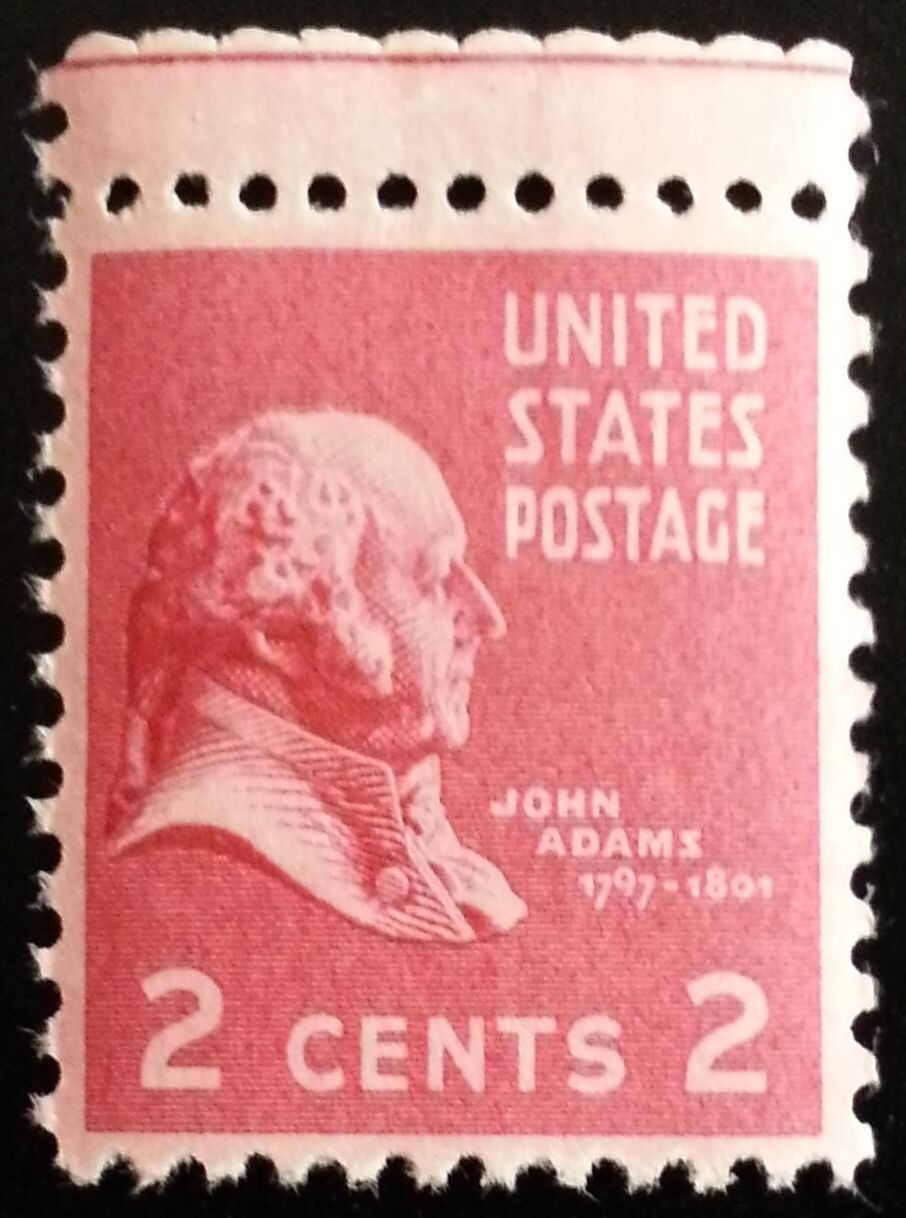 UNITED
STATES
POSTAGE
JOHN
ADAMS
1797-1801
2 CENTS 2